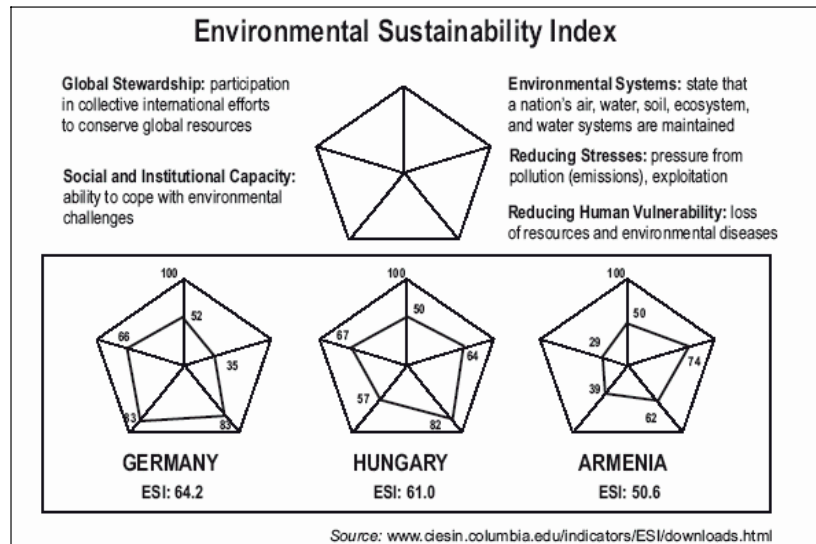 Environmental Sustainability Index
Global Stewardship: participation
in collective international efforts
to conserve global resources
Social and Institutional Capacity:
ability to cope with environmental
challenges
Environmental Systems: state that
a nation's air, water, soil, ecosystem,
and water systems are maintained
Reducing Stresses: pressure from
pollution (emissions), exploitation
Reducing Human Vulnerability: loss
of resources and environmental diseases
100
52
66
35
83
83
GERMANY
ESI: 64.2
100
50
67
64
57
82
HUNGARY
ESI: 61.0
100
50
29
74
39
62
ARMENIA
ESI: 50.6
Source: www.ciesin.columbia.edu/indicators/ESI/downloads.html